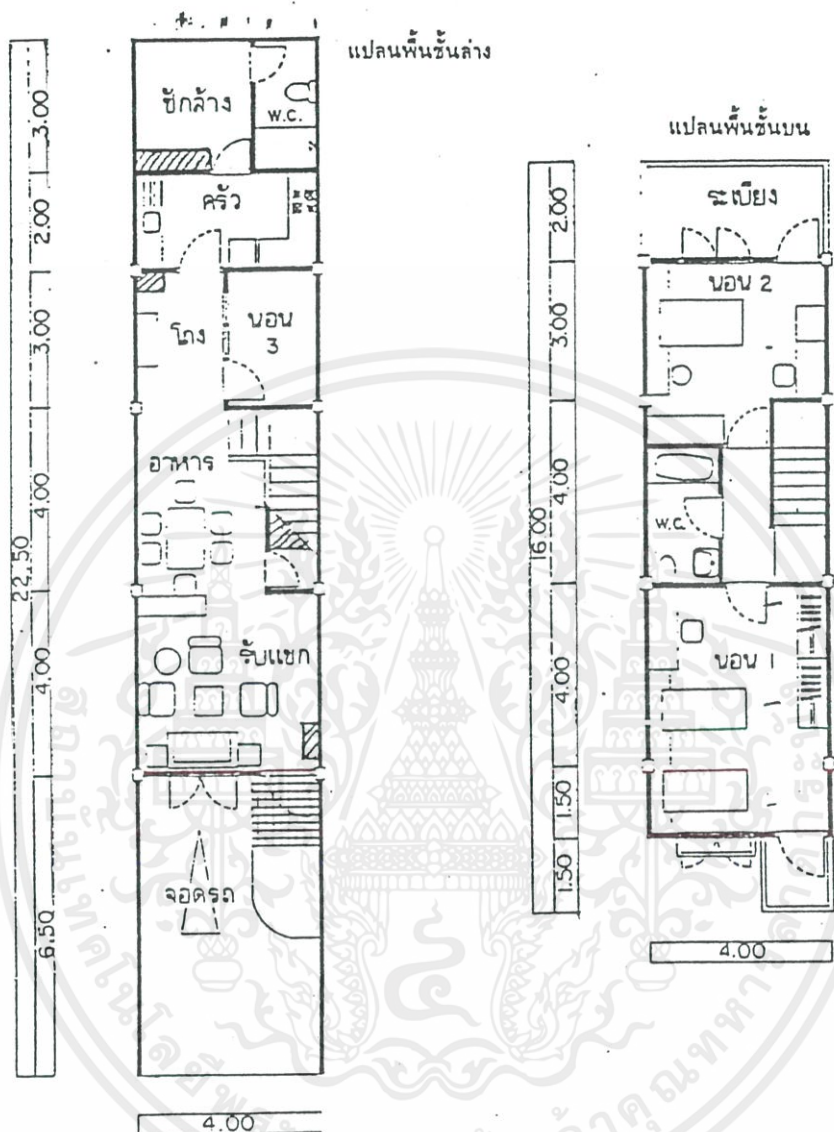 แปลนพื้นชั้นล่าง
ซักล้าง
W.C.
ครัว
โถง
นอน
3
อาหาร
รับแขก
จอดรถ
3.00
2.00
3.00
4.00
4.00
6.50
22.50
4.00
แปลนพื้นชั้นบน
ระเบียง
นอน 2
W.C.
นอน 1
2.00
3.00
4.00
4.00
1.50
1.50
16.00
4.00